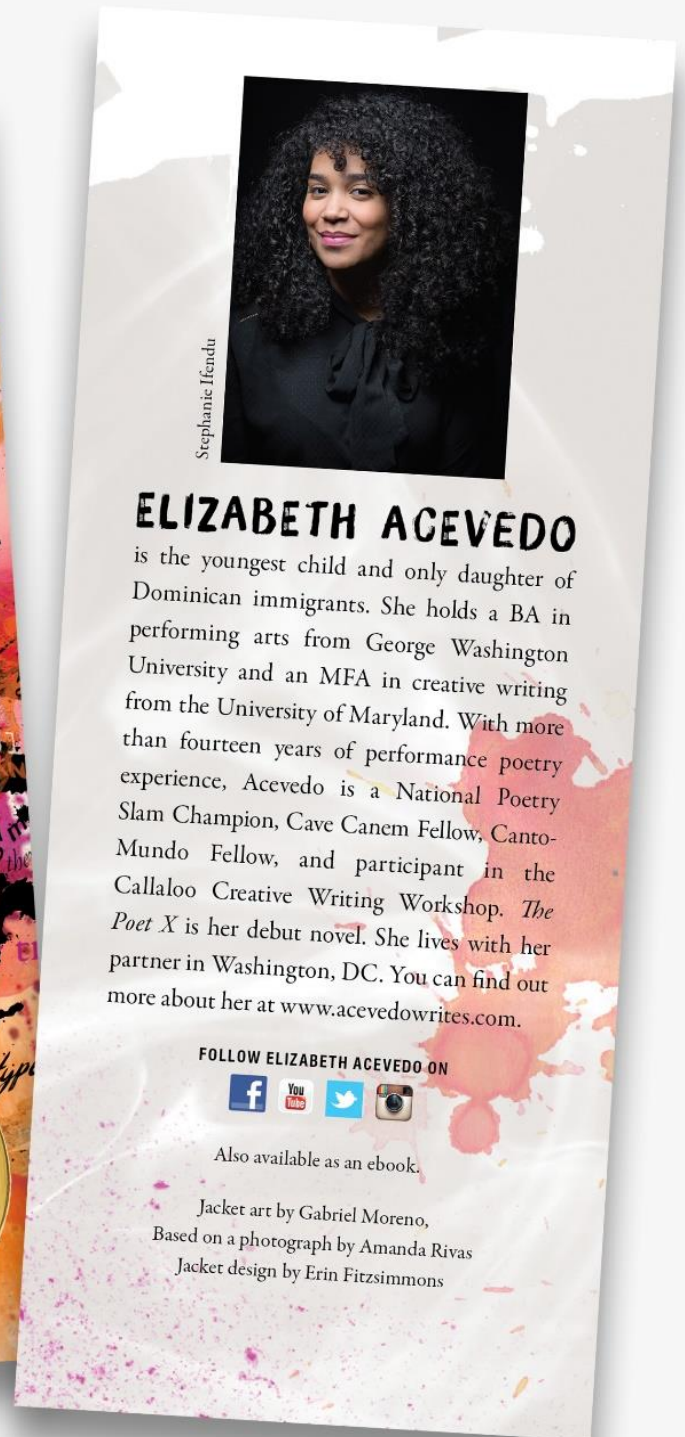 Stephanie Ifendu
ELIZABETH ACEVEDO
is the youngest child and only daughter of
Dominican immigrants. She holds a BA in
performing arts from George Washington
University and an MFA in creative writing
from the University of Maryland. With more
than fourteen years of performance poetry
experience, Acevedo is a National Poetry
Slam Champion, Cave Canem Fellow, Canto-
Mundo Fellow, and participant in the
Callaloo Creative Writing Workshop. The
Poet X is her debut novel. She lives with her
partner in Washington, DC. You can find out
more about her at www.acevedowrites.com.
FOLLOW ELIZABETH ACEVEDO ON
You
Tube
Also available as an ebook.
Jacket art by Gabriel Moreno,
Based on a photograph by Amanda Rivas
Jacket design by Erin Fitzsimmons